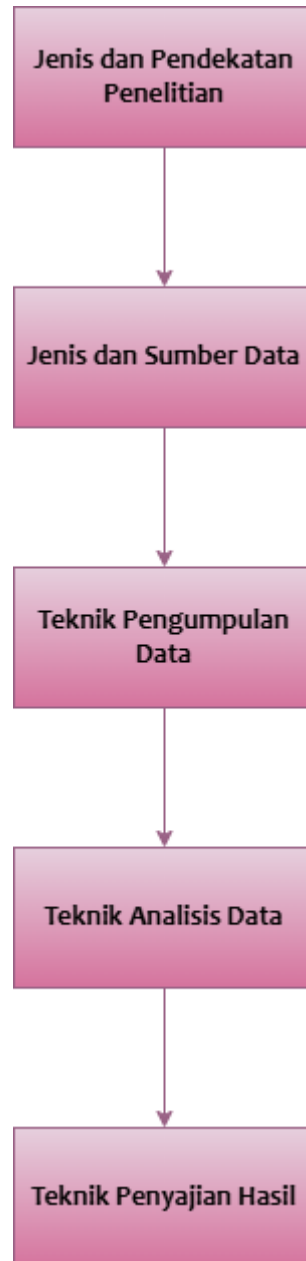 Jenis dan Pendekatan
Penelitian
Jenis dan Sumber Data
Teknik Pengumpulan
Data
Teknik Analisis Data
Teknik Penyajian Hasil